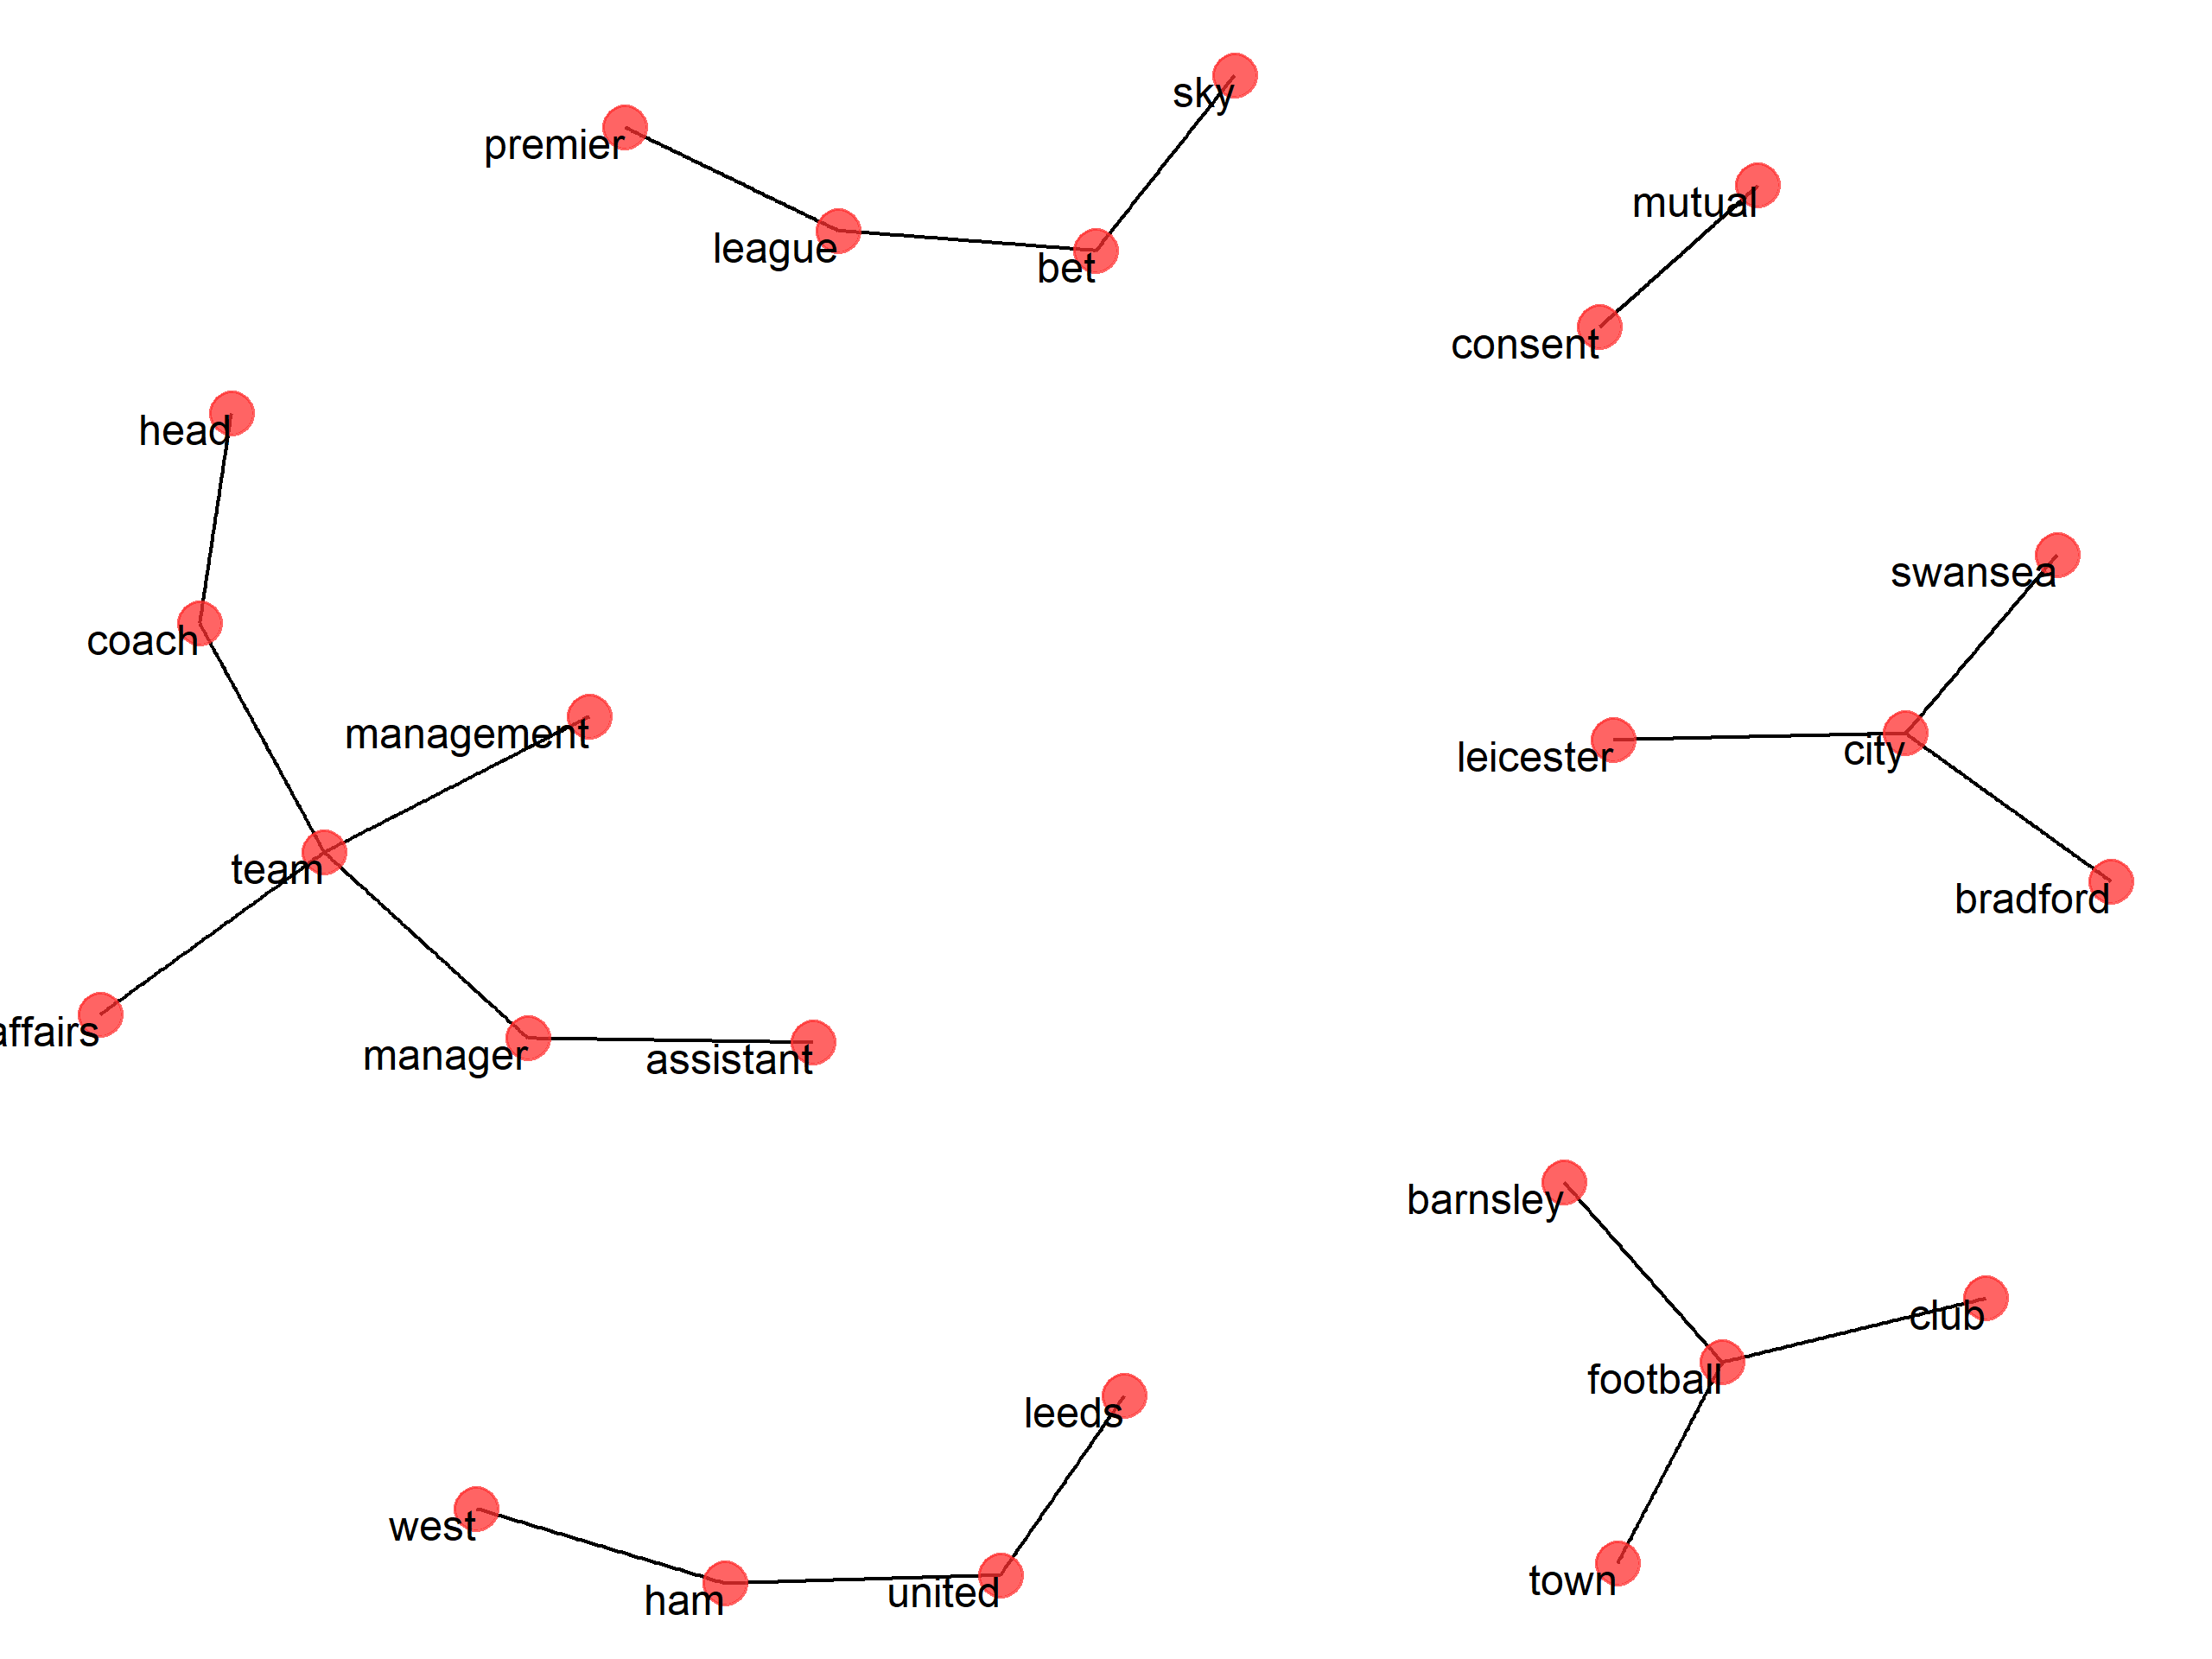 sky
premier
league
bet
mutual
consent
head
coach
management
team
affairs
manager
assistant
swansea
leicester
city
bradford
barnsley
club
football
town
leeds
west
ham
united